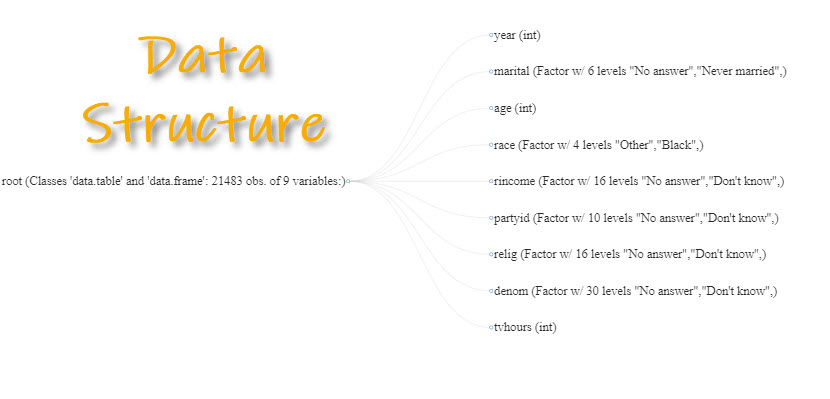 Data
Structure
root (Classes 'data.table' and 'data.frame': 21483 obs. of 9 variables:)
year (int)
marital (Factor w/ 6 levels "No answer","Never married",)
age (int)
race (Factor w/ 4 levels "Other","Black",)
rincome (Factor w/ 16 levels "No answer","Don't know",)
partyid (Factor w/ 10 levels "No answer","Don't know",)
relig (Factor w/ 16 levels "No answer","Don't know",)
denom (Factor w/ 30 levels "No answer","Don't know",)
tvhours (int)